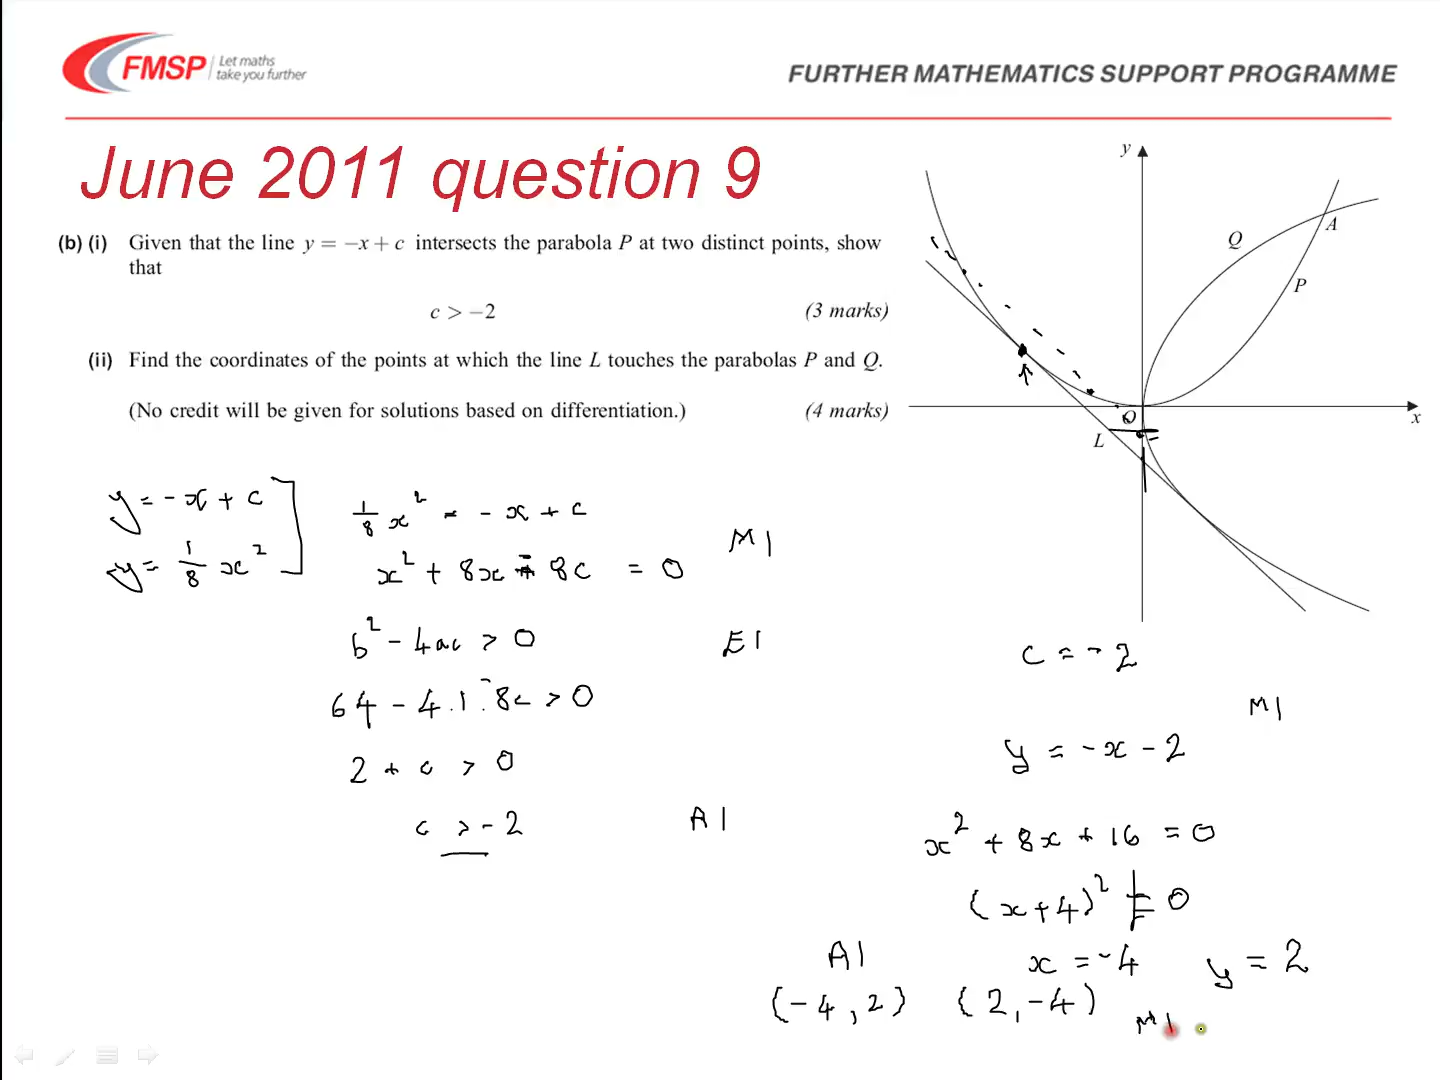 FMSP Let maths take you further
FURTHER MATHEMATICS SUPPORT PROGRAMME
June 2011 question 9
(b) (i) Given that the line y = −x + c intersects the parabola P at two distinct points, show
that
c > −2 (3 marks)
(ii) Find the coordinates of the points at which the line L touches the parabolas P and Q.
(No credit will be given for solutions based on differentiation.) (4 marks)
y
A
Q
P
O
x
L
y = -x + c
y = 1/8 x²
1/8 x² = -x + c
M1
x² + 8x - 8c = 0
b² - 4ac > 0
E1
64 - 4.1.-8c > 0
2 + c > 0
c > -2
A1
c = -2
M1
y = -x - 2
x² + 8x + 16 = 0
(x+4)² = 0
A1
x = -4 y = 2
(-4, 2) (2, -4)
M1